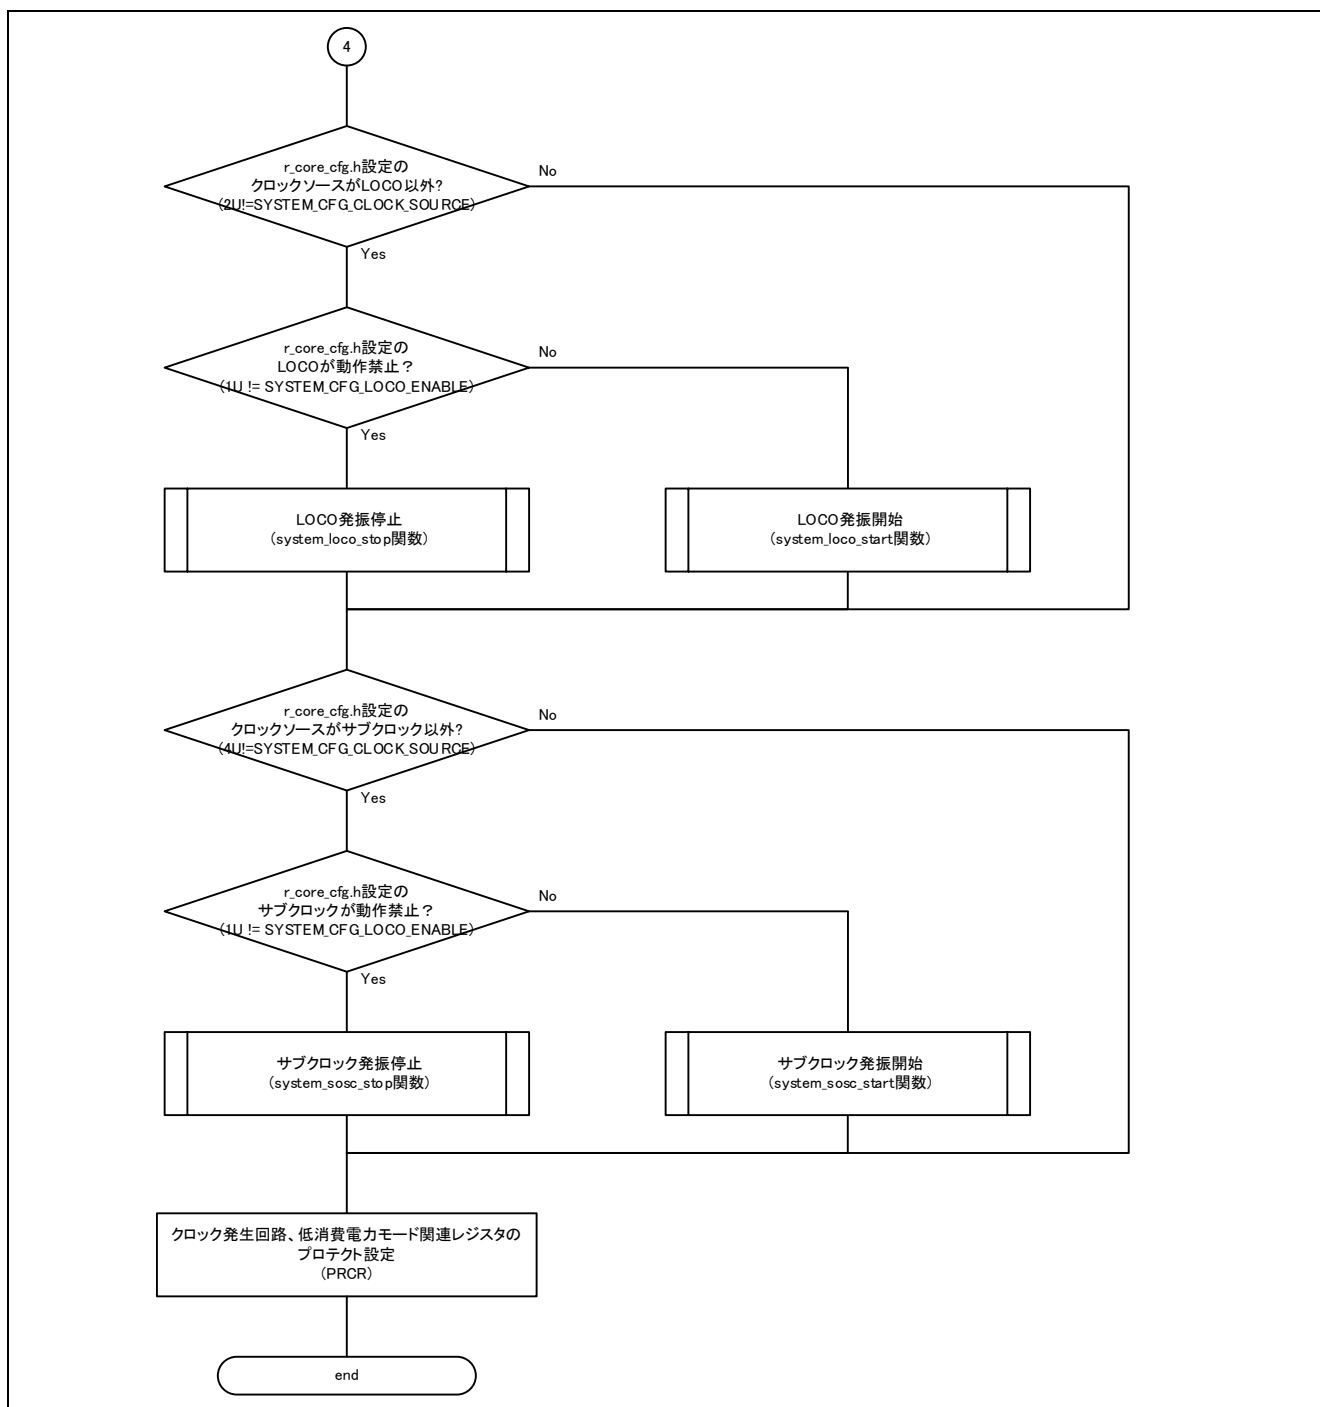 4
r_core_cfg.h設定の
クロックソースがLOCO以外?
(2U!=SYSTEM_CFG_CLOCK_SOURCE)
No
Yes
r_core_cfg.h設定の
LOCOが動作禁止？
(1U != SYSTEM_CFG_LOCO_ENABLE)
No
Yes
LOCO発振停止
(system_loco_stop関数)
LOCO発振開始
(system_loco_start関数)
r_core_cfg.h設定の
クロックソースがサブクロック以外?
(4U!=SYSTEM_CFG_CLOCK_SOURCE)
No
Yes
r_core_cfg.h設定の
サブクロックが動作禁止？
(1U != SYSTEM_CFG_LOCO_ENABLE)
No
Yes
サブクロック発振停止
(system_sosc_stop関数)
サブクロック発振開始
(system_sosc_start関数)
クロック発生回路、低消費電力モード関連レジスタの
プロテクト設定
(PRCR)
end